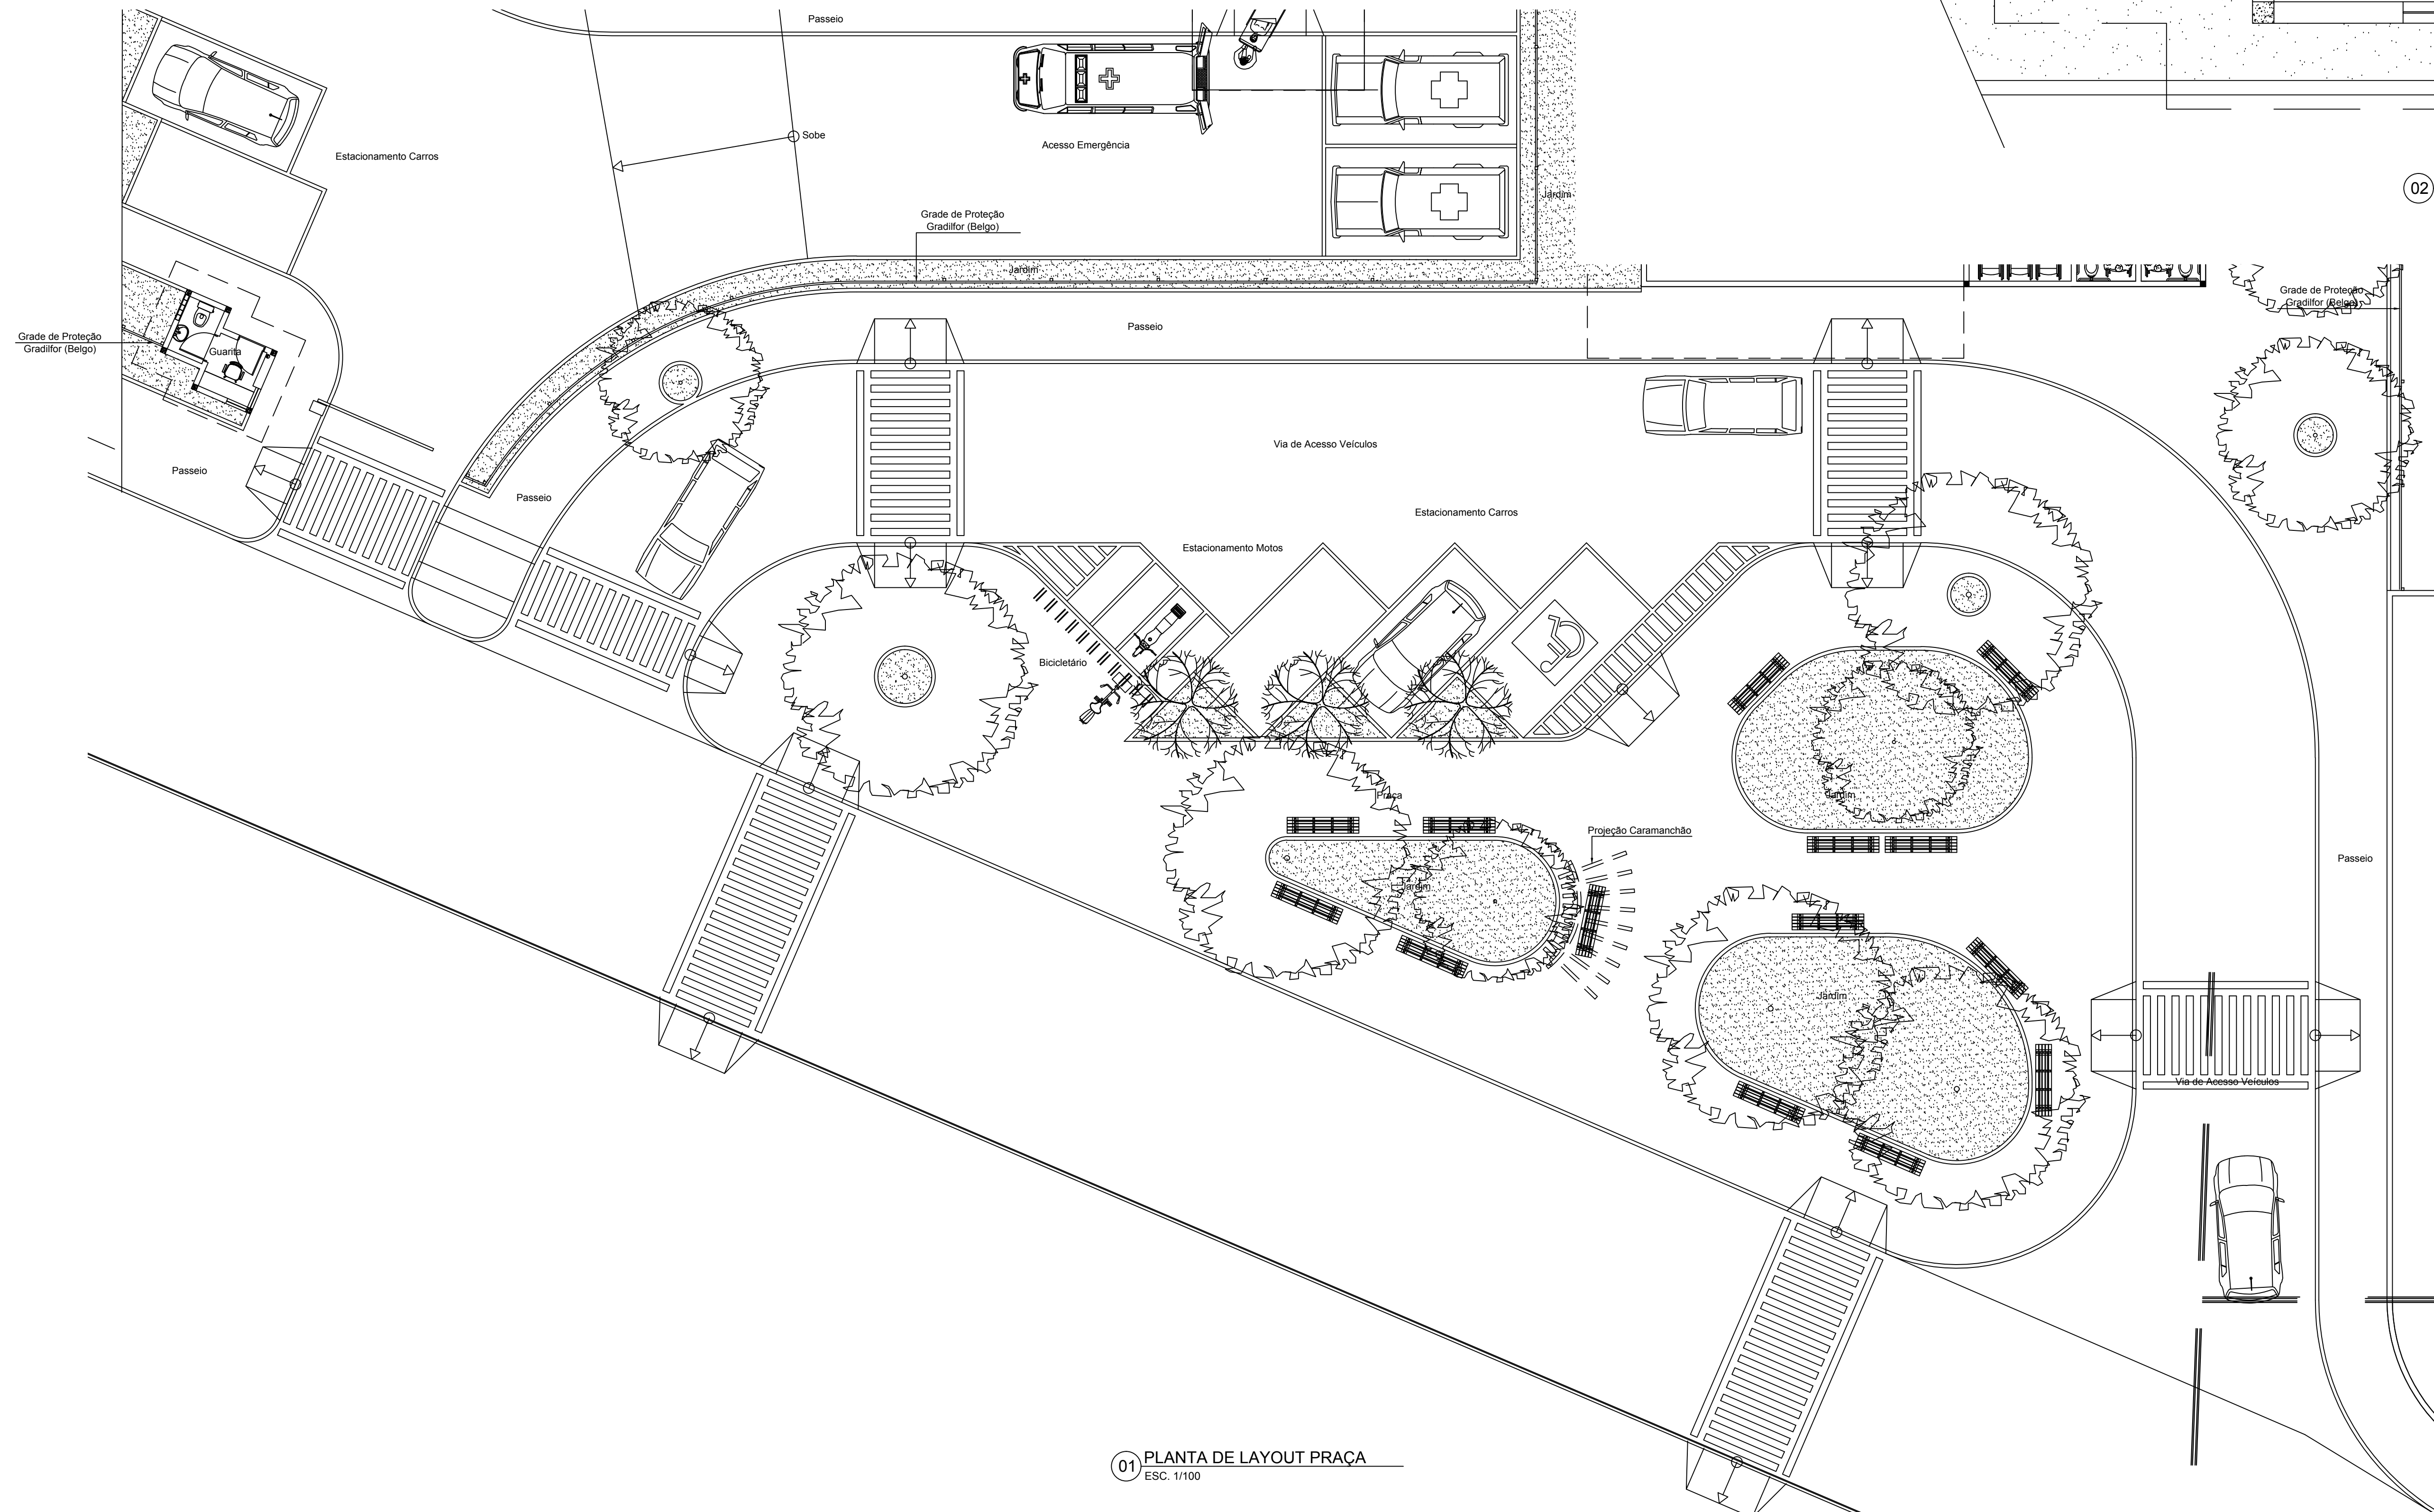 Passeio
Sobe
Acesso Emergência
Estacionamento Carros
Jardim
02
Grade de Proteção
Gradilfor (Belgo)
Jardim
Grade de Proteção
Gradilfor (Belgo)
Passeio
Grade de Proteção
Gradilfor (Belgo)
Guarita
Via de Acesso Veículos
Passeio
Passeio
Estacionamento Carros
Estacionamento Motos
Bicicletário
Praça
Jardim
Projeção Caramanchão
Passeio
Jardim
Jardim
Via de Acesso Veículos
01
PLANTA DE LAYOUT PRAÇA
ESC. 1/100